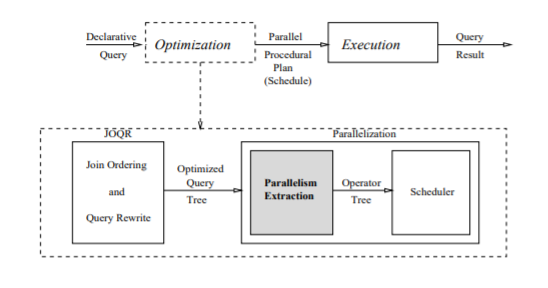 Declarative
Query
Optimization
Parallel
Procedural
Plan
(Schedule)
Execution
Query
Result
JOQR
Join Ordering
and
Query Rewrite
Optimized
Query
Tree
Parallelization
Parallelism
Extraction
Operator
Tree
Scheduler